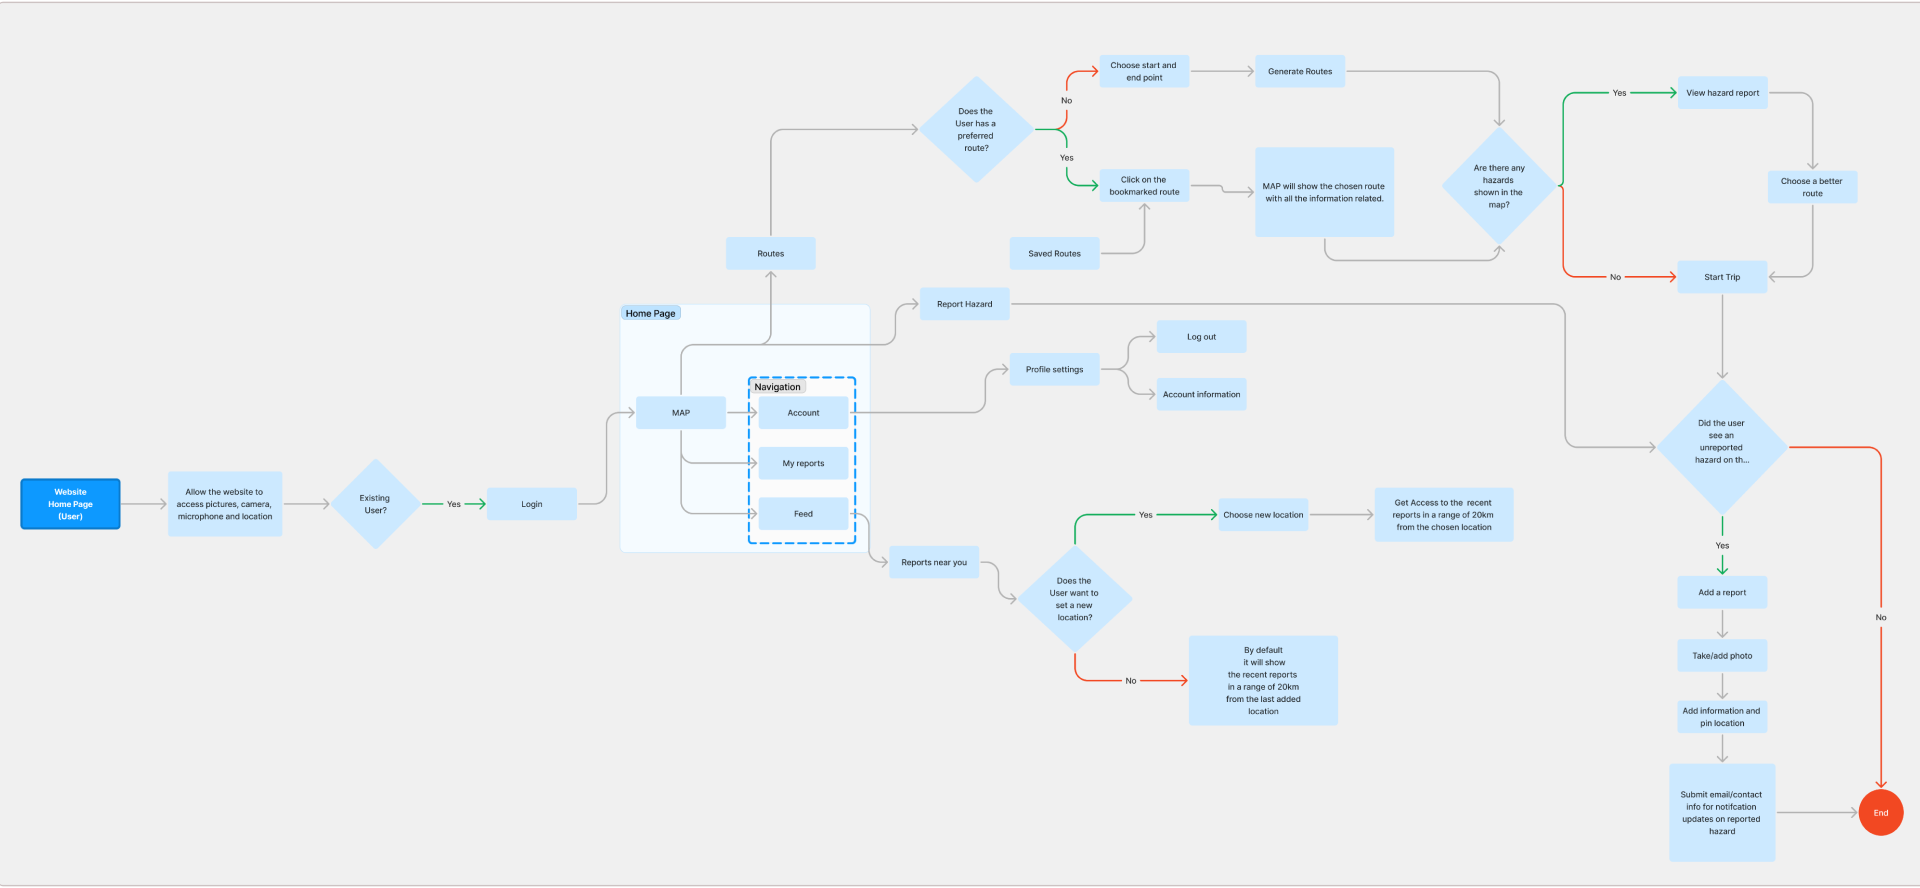 Website
Home Page
(User)
Allow the website to
access pictures, camera,
microphone and location
Existing
User?
Yes
Login
Home Page
MAP
Navigation
Account
My reports
Feed
Routes
Does the
User has a
preferred
route?
No
Yes
Choose start and
end point
Generate Routes
Click on the
bookmarked route
MAP will show the chosen route
with all the information related.
Saved Routes
Are there any
hazards
shown in the
map?
Yes
No
View hazard report
Choose a better
route
Start Trip
Report Hazard
Profile settings
Log out
Account information
Reports near you
Does the
User want to
set a new
location?
Yes
Choose new location
Get Access to the recent
reports in a range of 20km
from the chosen location
No
By default
it will show
the recent reports
in a range of 20km
from the last added
location
Did the user
see an
unreported
hazard on th...
Yes
No
Add a report
Take/add photo
Add information and
pin location
Submit email/contact
info for notifcation
updates on reported
hazard
End